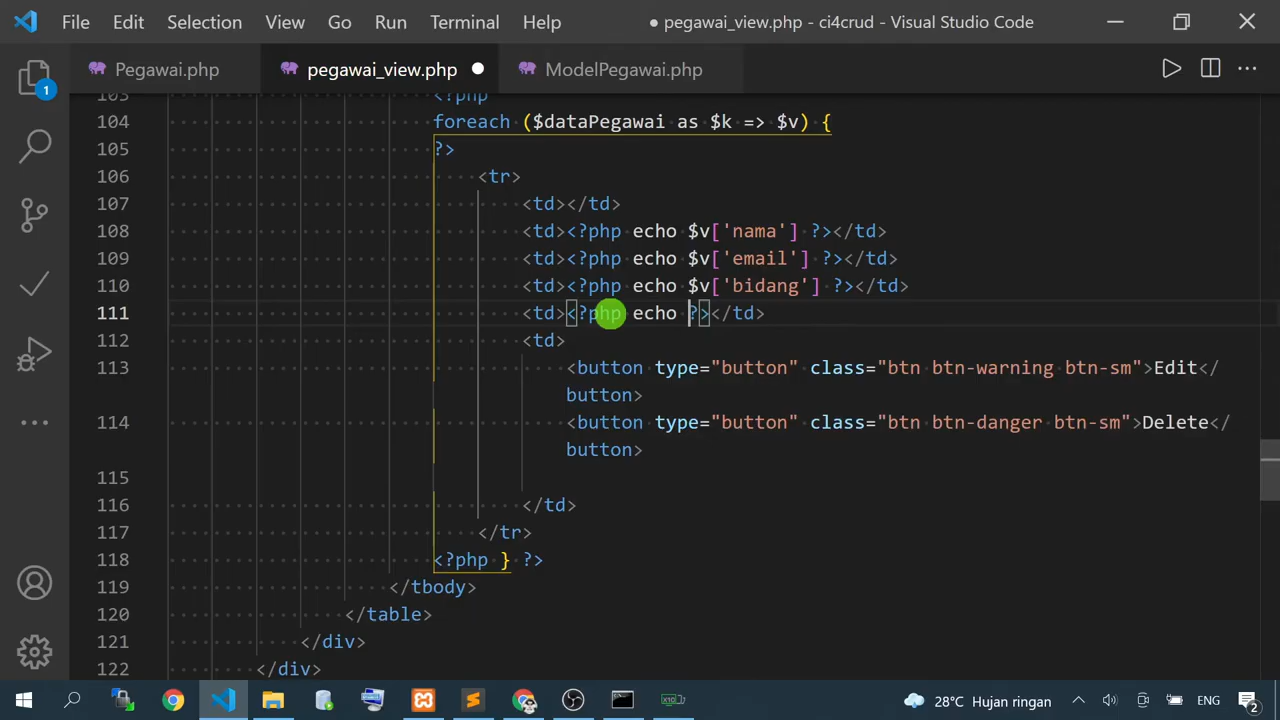 File Edit Selection View Go Run Terminal Help ● pegawai_view.php - ci4crud - Visual Studio Code
Pegawai.php pegawai_view.php ● ModelPegawai.php
1
103 <?php
104 foreach ($dataPegawai as $k => $v) {
105 ?>
106 <tr>
107 <td></td>
108 <td><?php echo $v['nama'] ?></td>
109 <td><?php echo $v['email'] ?></td>
110 <td><?php echo $v['bidang'] ?></td>
111 <td><?php echo ?></td>
112 <td>
113 <button type="button" class="btn btn-warning btn-sm">Edit</
button>
114 <button type="button" class="btn btn-danger btn-sm">Delete</
button>
115
116 </td>
117 </tr>
118 <?php } ?>
119 </tbody>
120 </table>
121 </div>
122 </div>
28°C Hujan ringan ENG 2